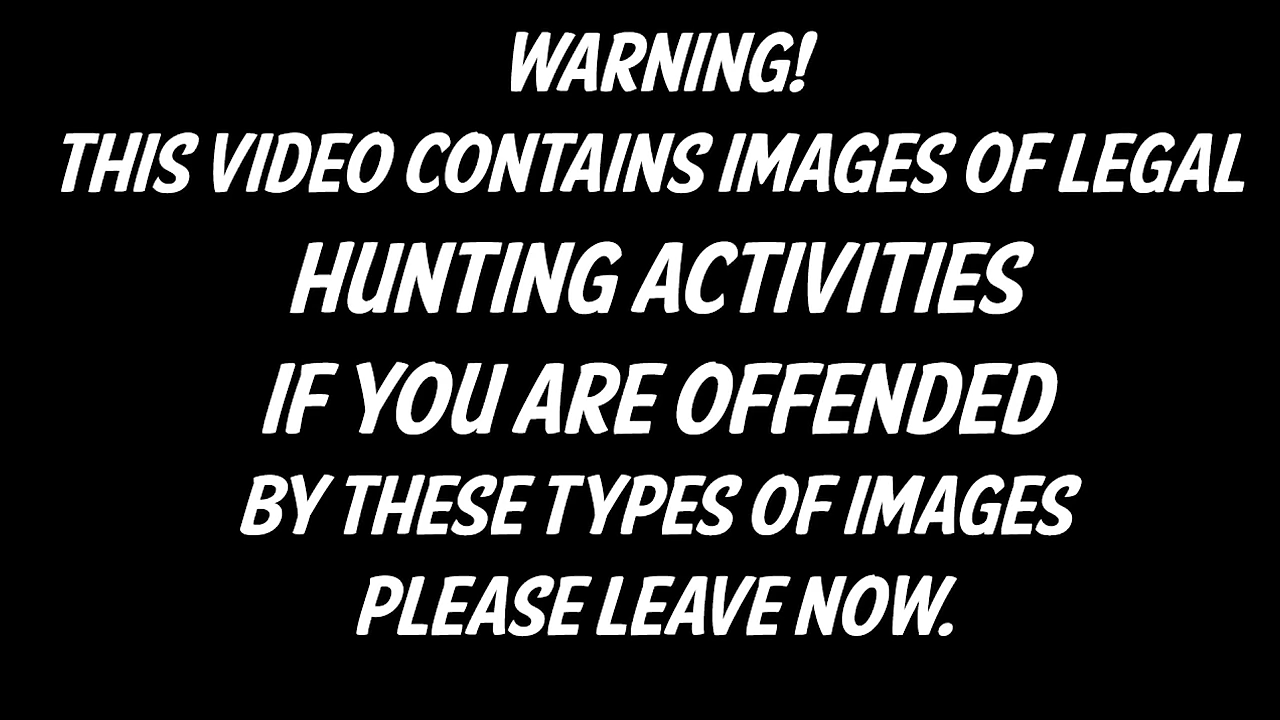 WARNING!
THIS VIDEO CONTAINS IMAGES OF LEGAL
HUNTING ACTIVITIES
IF YOU ARE OFFENDED
BY THESE TYPES OF IMAGES
PLEASE LEAVE NOW.